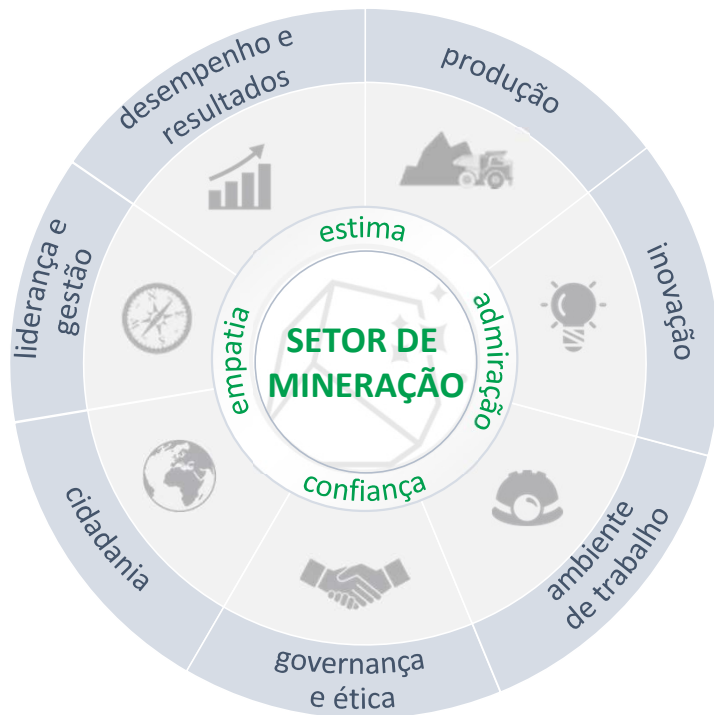 desempenho e
resultados
produção
inovação
ambiente
de trabalho
governança
e ética
cidadania
liderança e
gestão
estima
admiração
confiança
empatia
SETOR DE
MINERAÇÃO